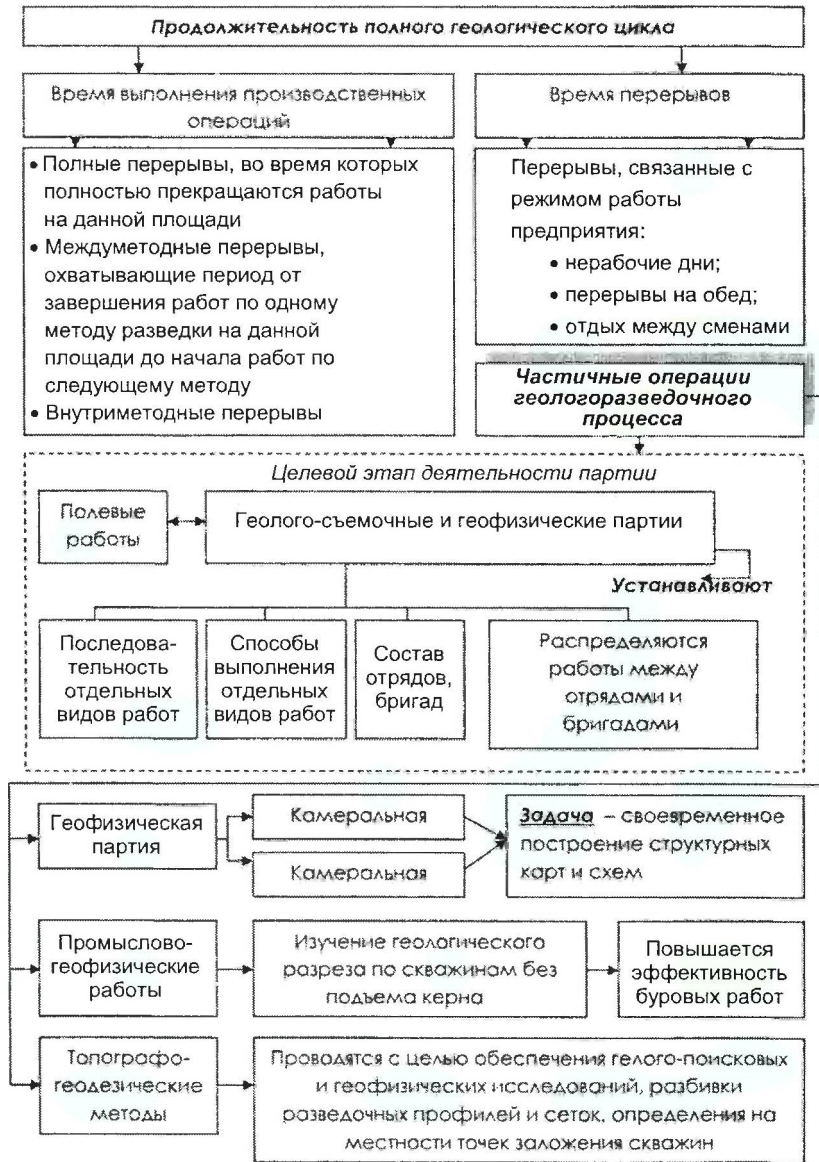 Продолжительность полного геологического цикла
Время выполнения производственных
операций
Время перерывов
• Полные перерывы, во время которых
полностью прекращаются работы
на данной площади
• Междуметодные перерывы,
охватывающие период от
завершения работ по одному
методу разведки на данной
площади до начала работ по
следующему методу
• Внутриметодные перерывы
Перерывы, связанные с
режимом работы
предприятия:
• нерабочие дни;
• перерывы на обед;
• отдых между сменами
Частичные операции
геологоразведочного
процесса
Целевой этап деятельности партии
Полевые
работы
Геолого-съемочные и геофизические партии
Устанавливают
Последова-
тельность
отдельных
видов работ
Способы
выполнения
отдельных
видов работ
Состав
отрядов,
бригад
Распределяются
работы между
отрядами и
бригадами
Геофизическая
партия
Камеральная
Камеральная
Задача – своевременное
построение структурных
карт и схем
Промыслово-
геофизические
работы
Изучение геологического
разреза по скважинам без
подъема керна
Повышается
эффективность
буровых работ
Топографо-
геодезические
методы
Проводятся с целью обеспечения гелого-поисковых
и геофизических исследований, разбивки
разведочных профилей и сеток, определения на
местности точек заложения скважин